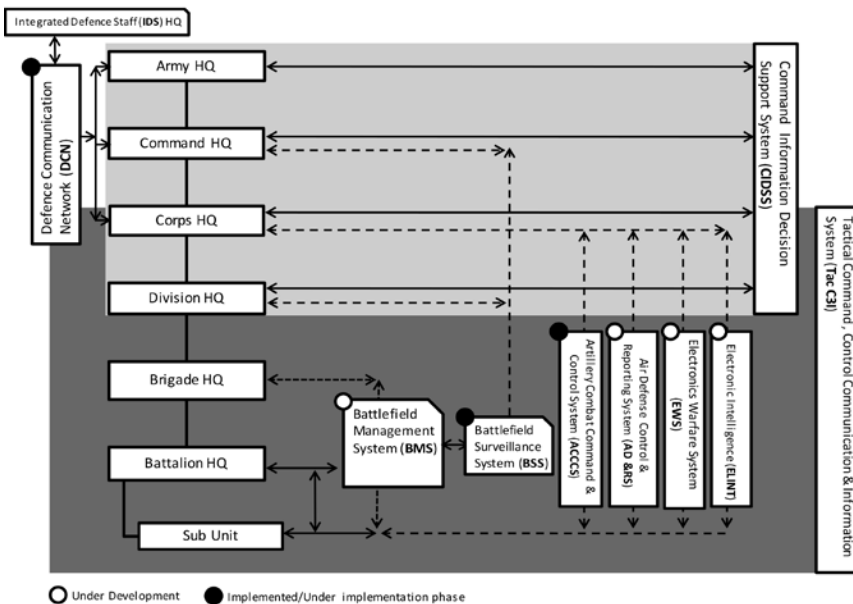 Integrated Defence Staff (IDS) HQ
Defence Communication
Network (DCN)
Army HQ
Command HQ
Corps HQ
Division HQ
Brigade HQ
Battalion HQ
Sub Unit
Command Information Decision
Support System (CIDSS)
Tactical Command, Control Communication & Information
System (Tac C3I)
Battlefield
Management
System (BMS)
Battlefield
Surveillance
System (BSS)
Artillery Combat Command &
Control System (ACCCS)
Air Defense Control &
Reporting System (AD &RS)
Electronics Warfare System
(EWS)
Electronic Intelligence (ELINT)
Under Development
Implemented/Under implementation phase